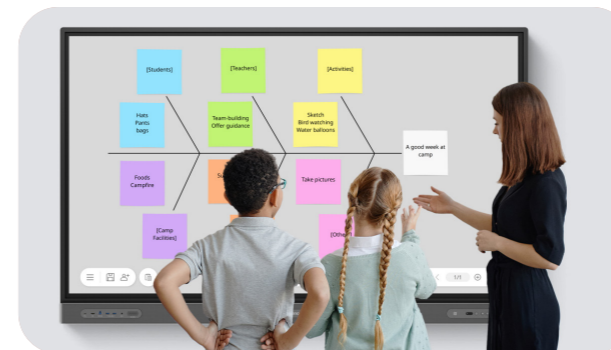 [Students]
[Teachers]
[Activities]
Hats
Pants
bags
Team-building
Offer guidance
Sketch
Bird watching
Water balloons
A good week at
camp
Foods
Campfire
Take pictures
[Camp
Facilities]
1/1